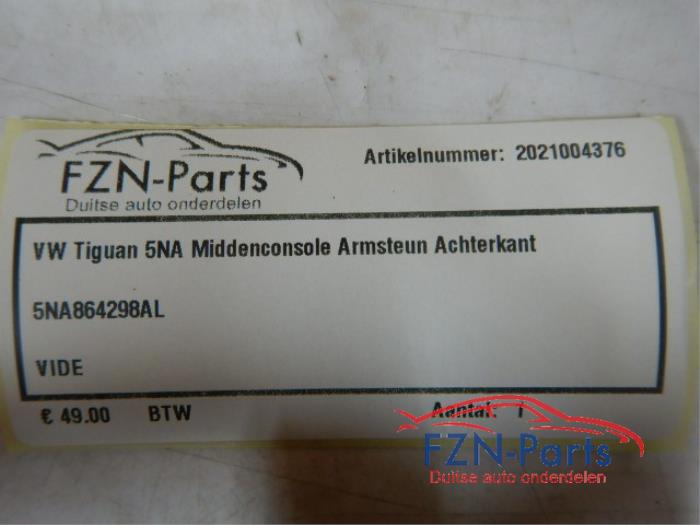 FZN-Parts
Duitse auto onderdelen
Artikelnummer: 2021004376
VW Tiguan 5NA Middenconsole Armsteun Achterkant
5NA864298AL
VIDE
€ 49.00 BTW Aantal: 1
FZN-Parts
Duitse auto onderdelen